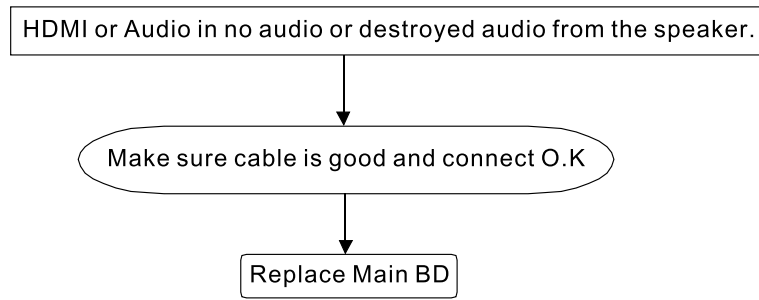 HDMI or Audio in no audio or destroyed audio from the speaker.
Make sure cable is good and connect O.K
Replace Main BD